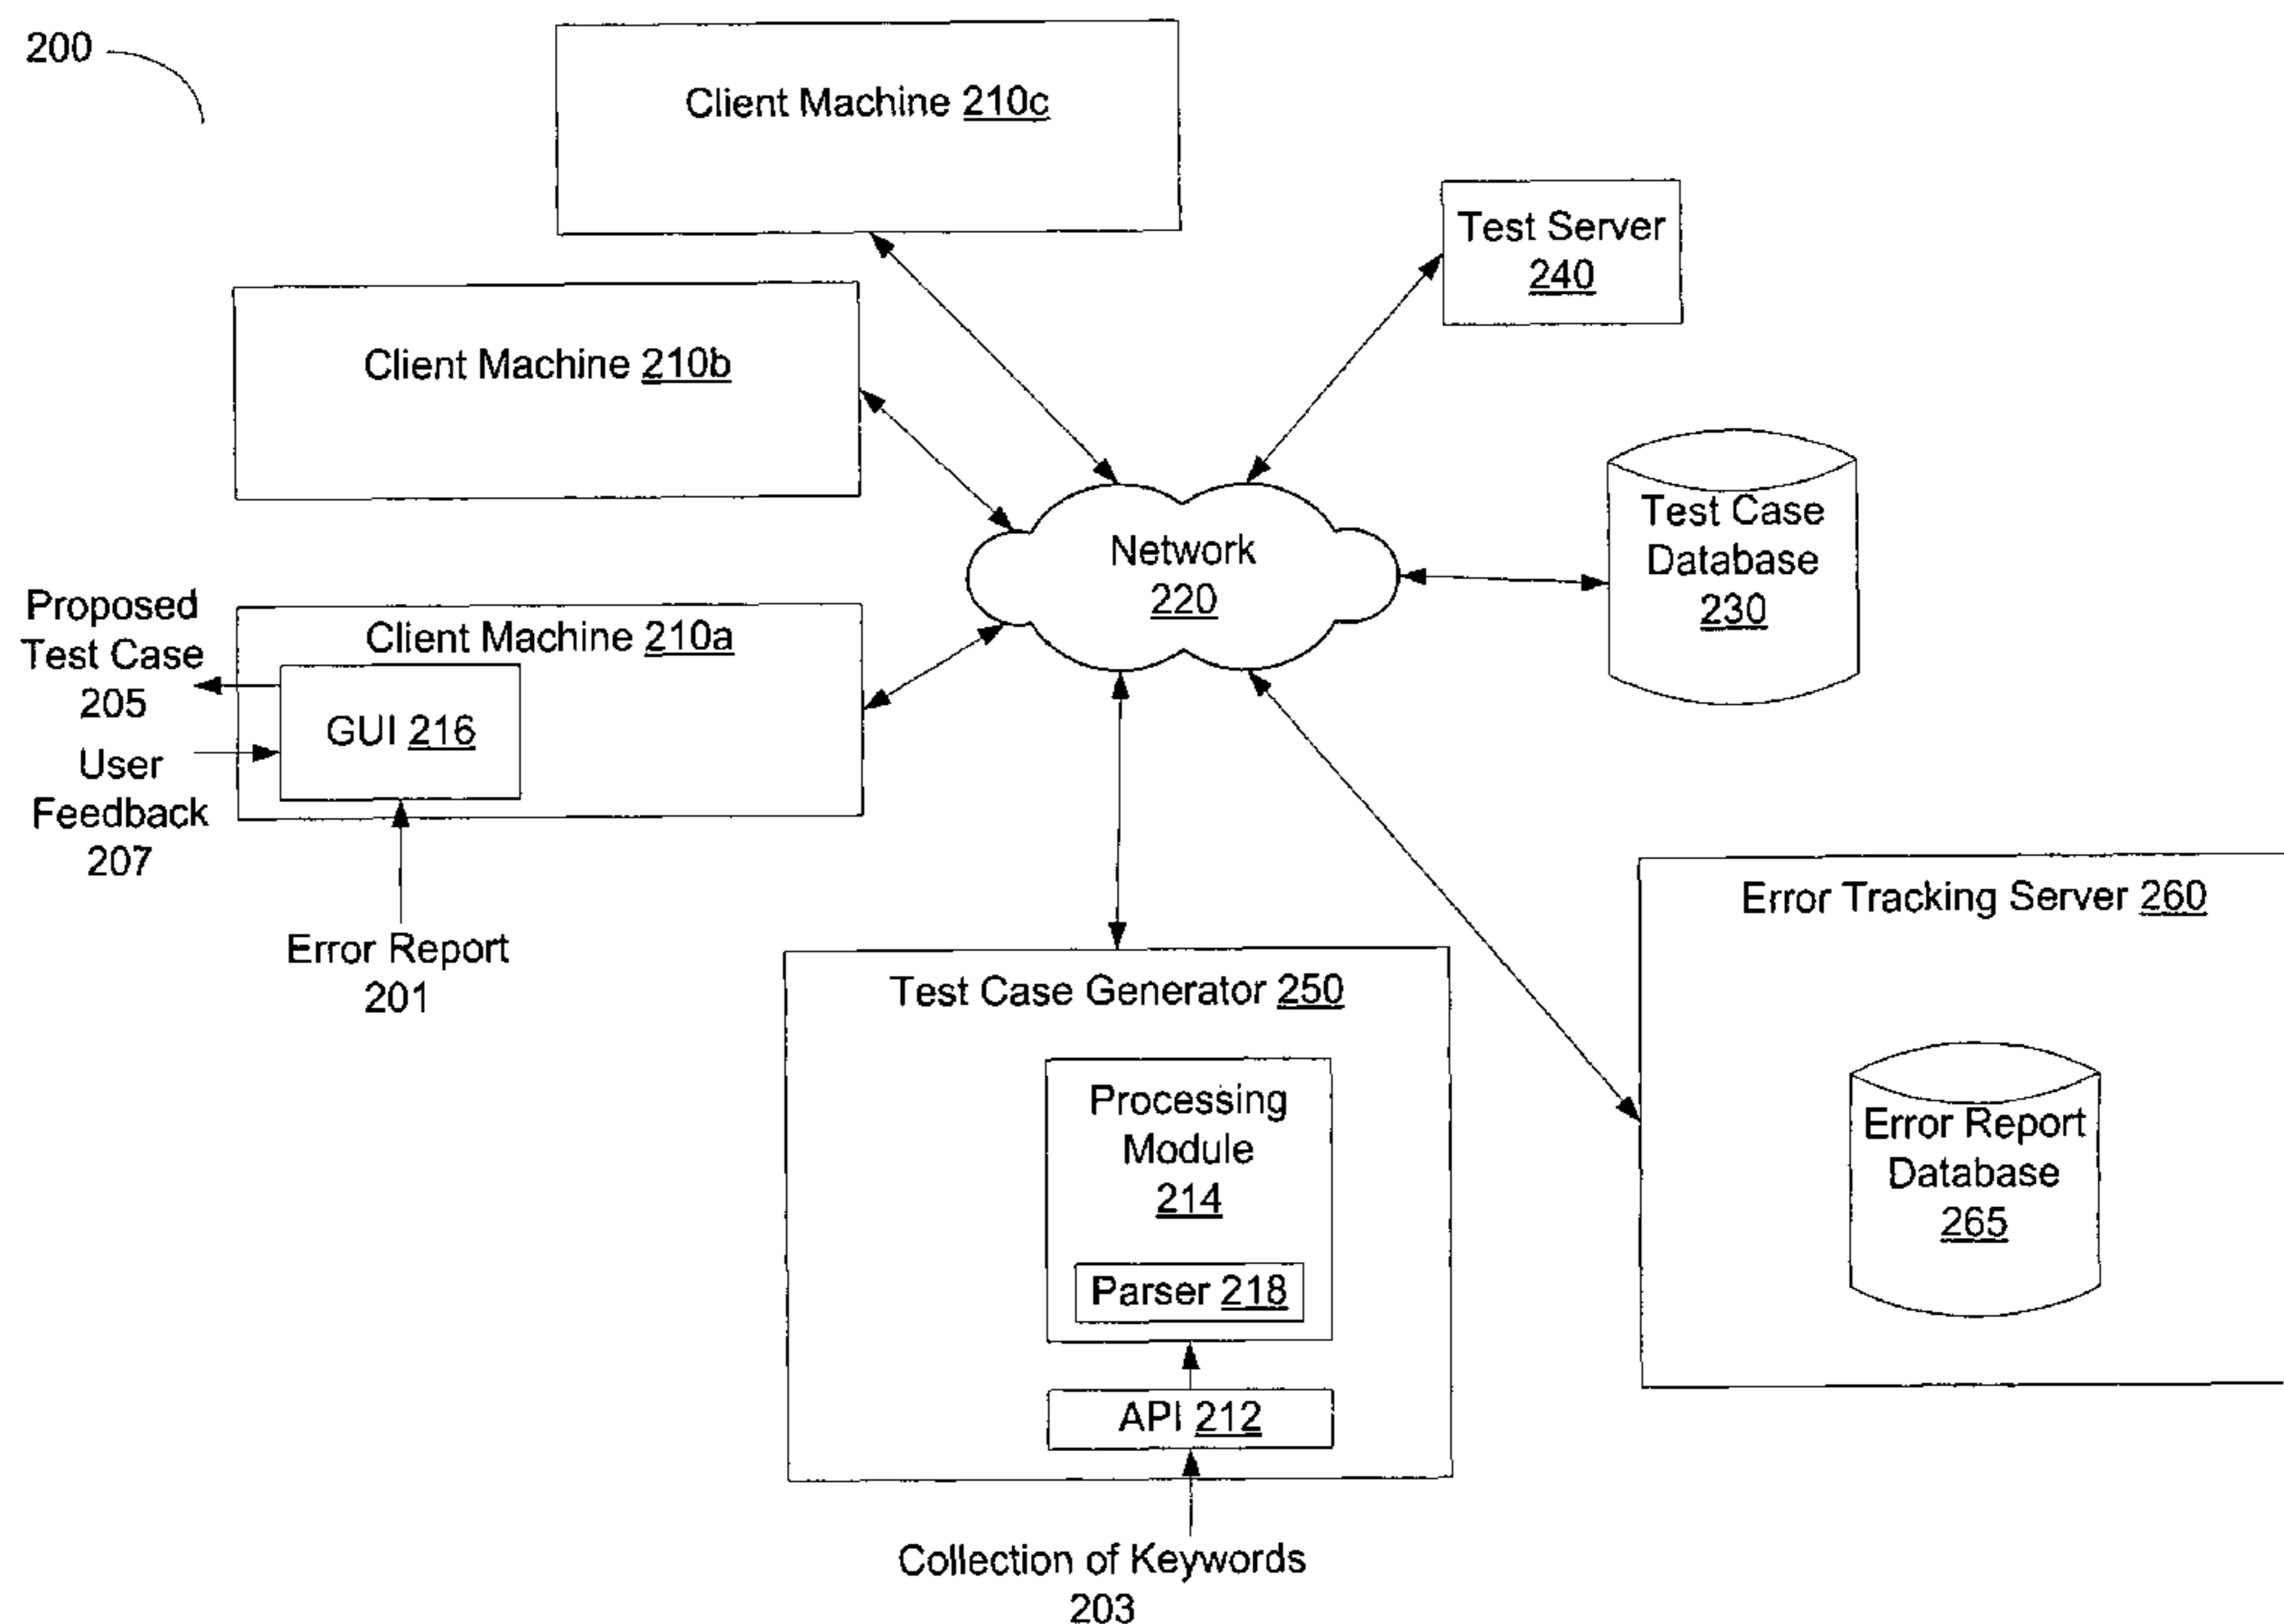 200
Client Machine 210c
Test Server
240
Client Machine 210b
Test Case
Database
230
Network
220
Proposed
Test Case
205
Client Machine 210a
GUI 216
User
Feedback
207
Error Report
201
Error Tracking Server 260
Error Report
Database
265
Test Case Generator 250
Processing
Module
214
Parser 218
API 212
Collection of Keywords
203